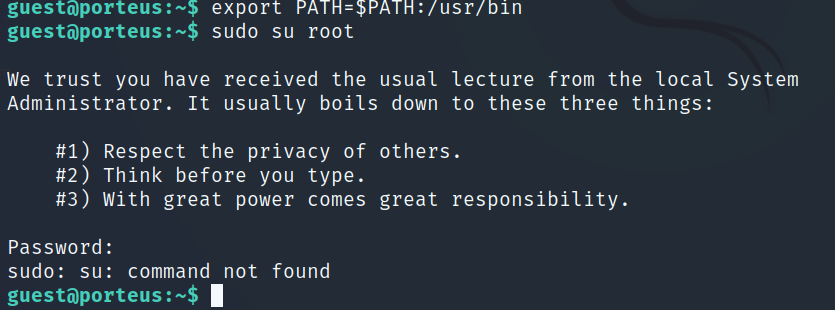 guest@porteus:~$ export PATH=$PATH:/usr/bin
guest@porteus:~$ sudo su root
We trust you have received the usual lecture from the local System
Administrator. It usually boils down to these three things:
#1) Respect the privacy of others.
#2) Think before you type.
#3) With great power comes great responsibility.
Password:
sudo: su: command not found
guest@porteus:~$